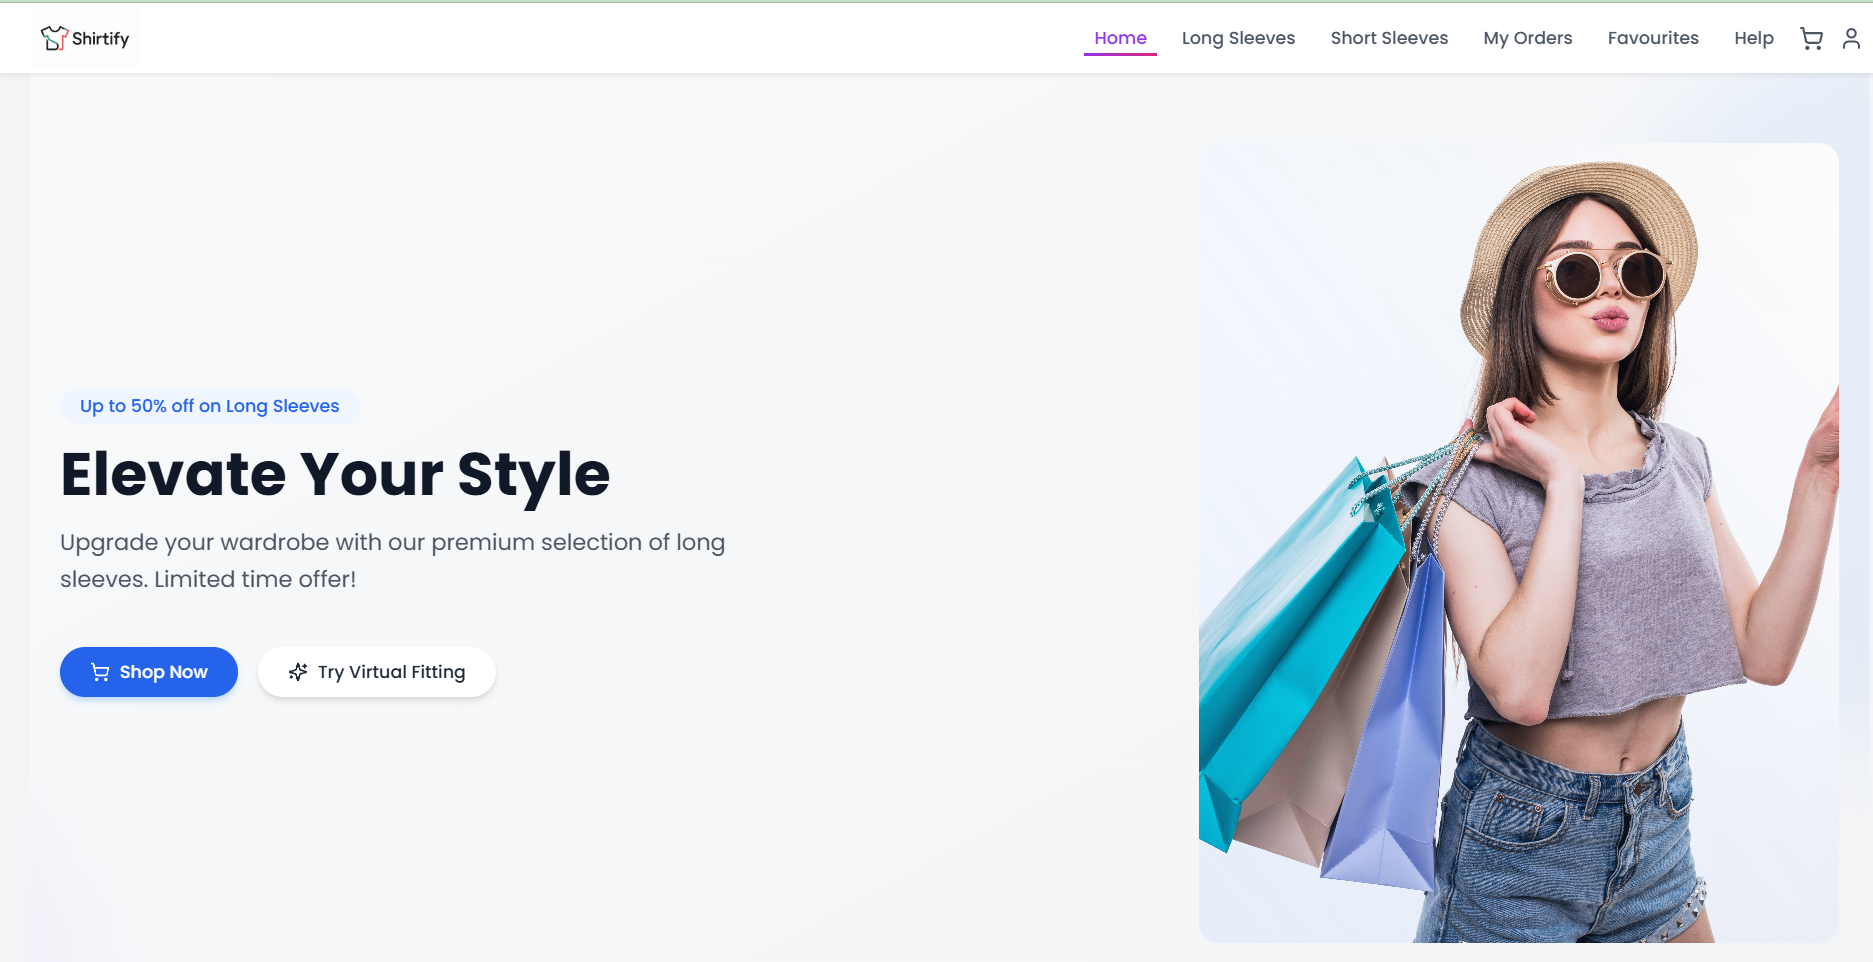 Shirtify
Home Long Sleeves Short Sleeves My Orders Favourites Help
Up to 50% off on Long Sleeves
Elevate Your Style
Upgrade your wardrobe with our premium selection of long
sleeves. Limited time offer!
Shop Now Try Virtual Fitting